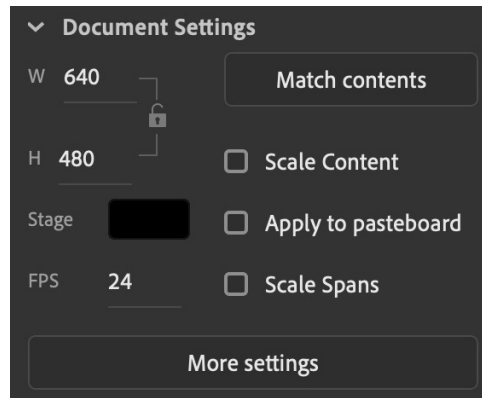 Document Settings
W 640
Match contents
H 480
Scale Content
Stage
Apply to pasteboard
FPS 24
Scale Spans
More settings